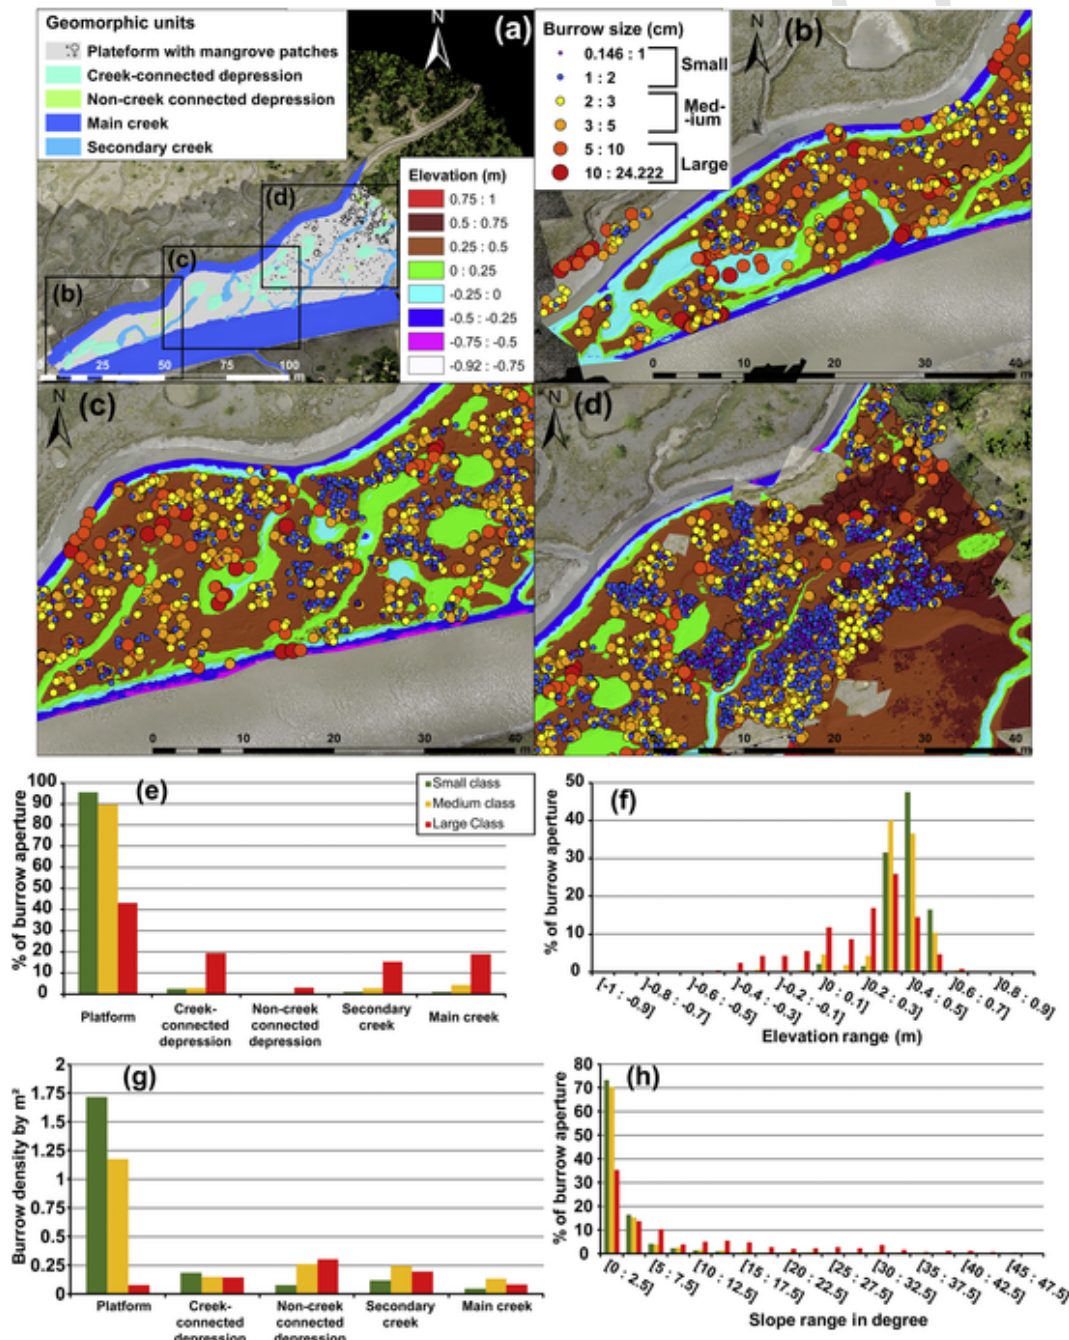 Geomorphic units
Plateform with mangrove patches
Creek-connected depression
Non-creek connected depression
Main creek
Secondary creek
N
(a)
Elevation (m)
0.75 : 1
0.5 : 0.75
0.25 : 0.5
0 : 0.25
-0.25 : 0
-0.5 : -0.25
-0.75 : -0.5
-0.92 : -0.75
(d)
(c)
(b)
0 25 50 100 m
Burrow size (cm)
0.146 : 1
1 : 2
Small
2 : 3
3 : 5
Med-
-ium
5 : 10
10 : 24.222
Large
N
(b)
0 10 20 30 40
m
N
(c)
0 10 20 30 40
m
N
(d)
0 10 20 30 40
m
(e)
% of burrow aperture
100
90
80
70
60
50
40
30
20
10
0
Small class
Medium class
Large Class
Platform
Creek-
connected
depression
Non-creek
connected
depression
Secondary
creek
Main creek
(f)
% of burrow aperture
50
40
30
20
10
0
[-1 : -0.9]
]-0.8 : -0.7]
]-0.6 : -0.5]
]-0.4 : -0.3]
]-0.2 : -0.1]
]0 : 0.1]
]0.2 : 0.3]
]0.4 : 0.5]
]0.6 : 0.7]
]0.8 : 0.9]
Elevation range (m)
(g)
Burrow density by m²
2
1.75
1.5
1.25
1
0.75
0.5
0.25
0
Platform
Creek-
connected
depression
Non-creek
connected
depression
Secondary
creek
Main creek
(h)
% of burrow aperture
80
70
60
50
40
30
20
10
0
[0 : 2.5]
[5 : 7.5]
[10 : 12.5]
[15 : 17.5]
[20 : 22.5]
[25 : 27.5]
[30 : 32.5]
[35 : 37.5]
[40 : 42.5]
[45 : 47.5]
Slope range in degree